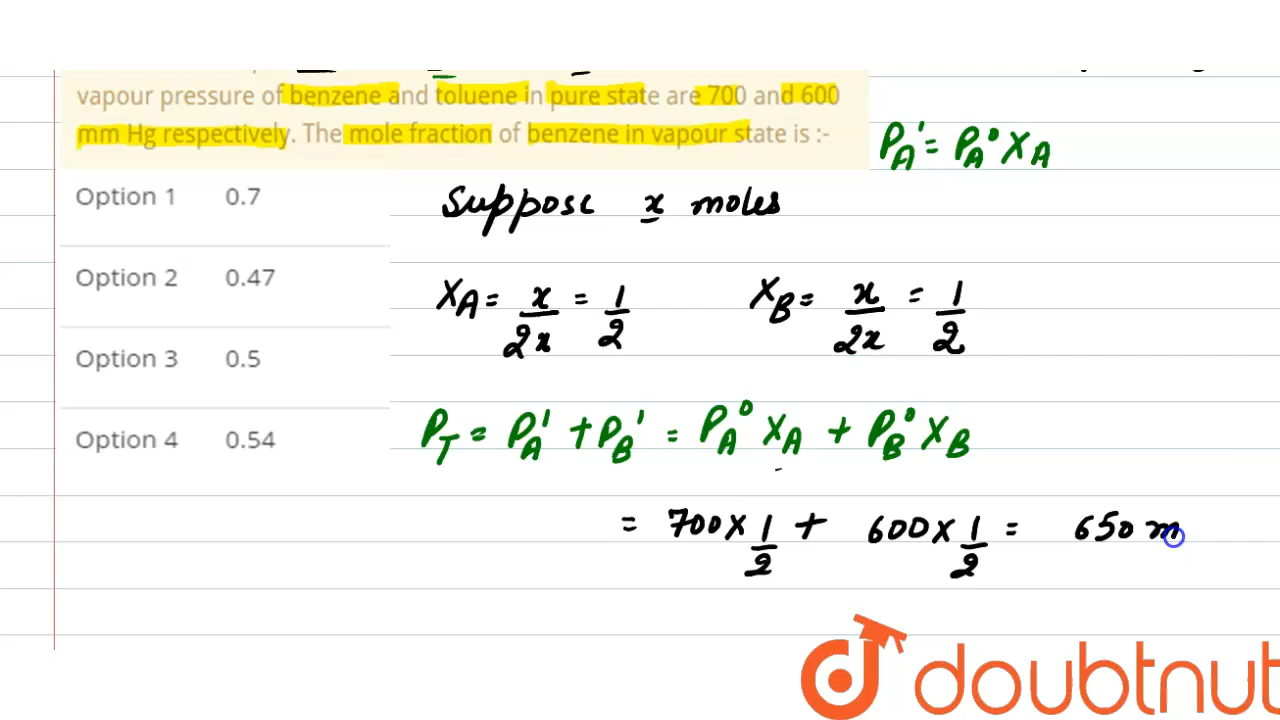 vapour pressure of benzene and toluene in pure state are 700 and 600
mm Hg respectively. The mole fraction of benzene in vapour state is :-
P_A' = P_A⁰ X_A
Option 1 0.7
Suppose x moles
Option 2 0.47
X_A = x/2x = 1/2 X_B = x/2x = 1/2
Option 3 0.5
Option 4 0.54
P_T = P_A' + P_B' = P_A⁰ X_A + P_B⁰ X_B
= 700 × 1/2 + 600 × 1/2 = 650 m
doubtnut